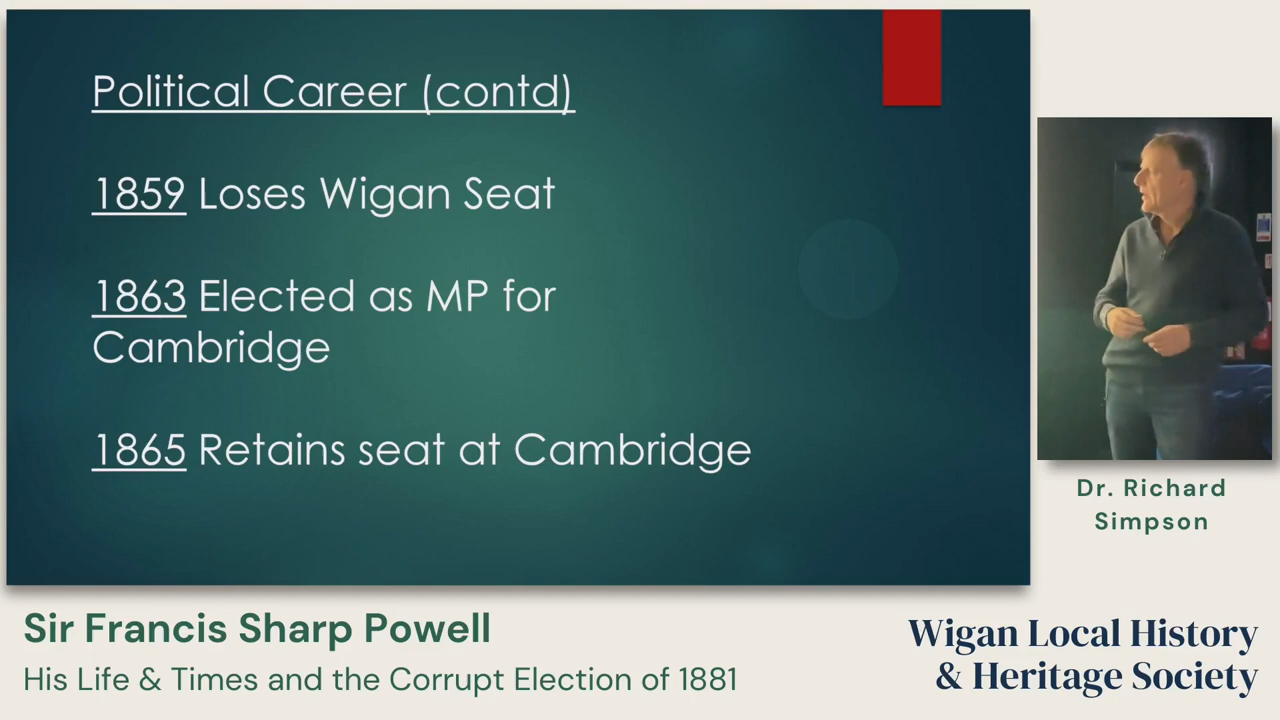 Political Career (contd)
1859 Loses Wigan Seat
1863 Elected as MP for
Cambridge
1865 Retains seat at Cambridge
Dr. Richard
Simpson
Sir Francis Sharp Powell
His Life & Times and the Corrupt Election of 1881
Wigan Local History
& Heritage Society